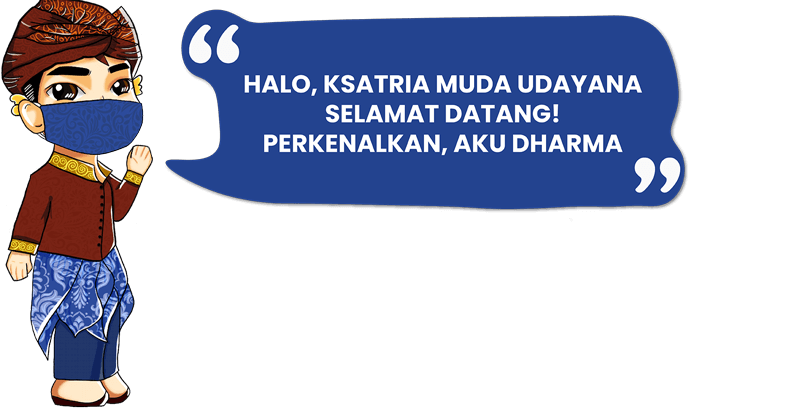 HALO, KSATRIA MUDA UDAYANA
SELAMAT DATANG!
PERKENALKAN, AKU DHARMA